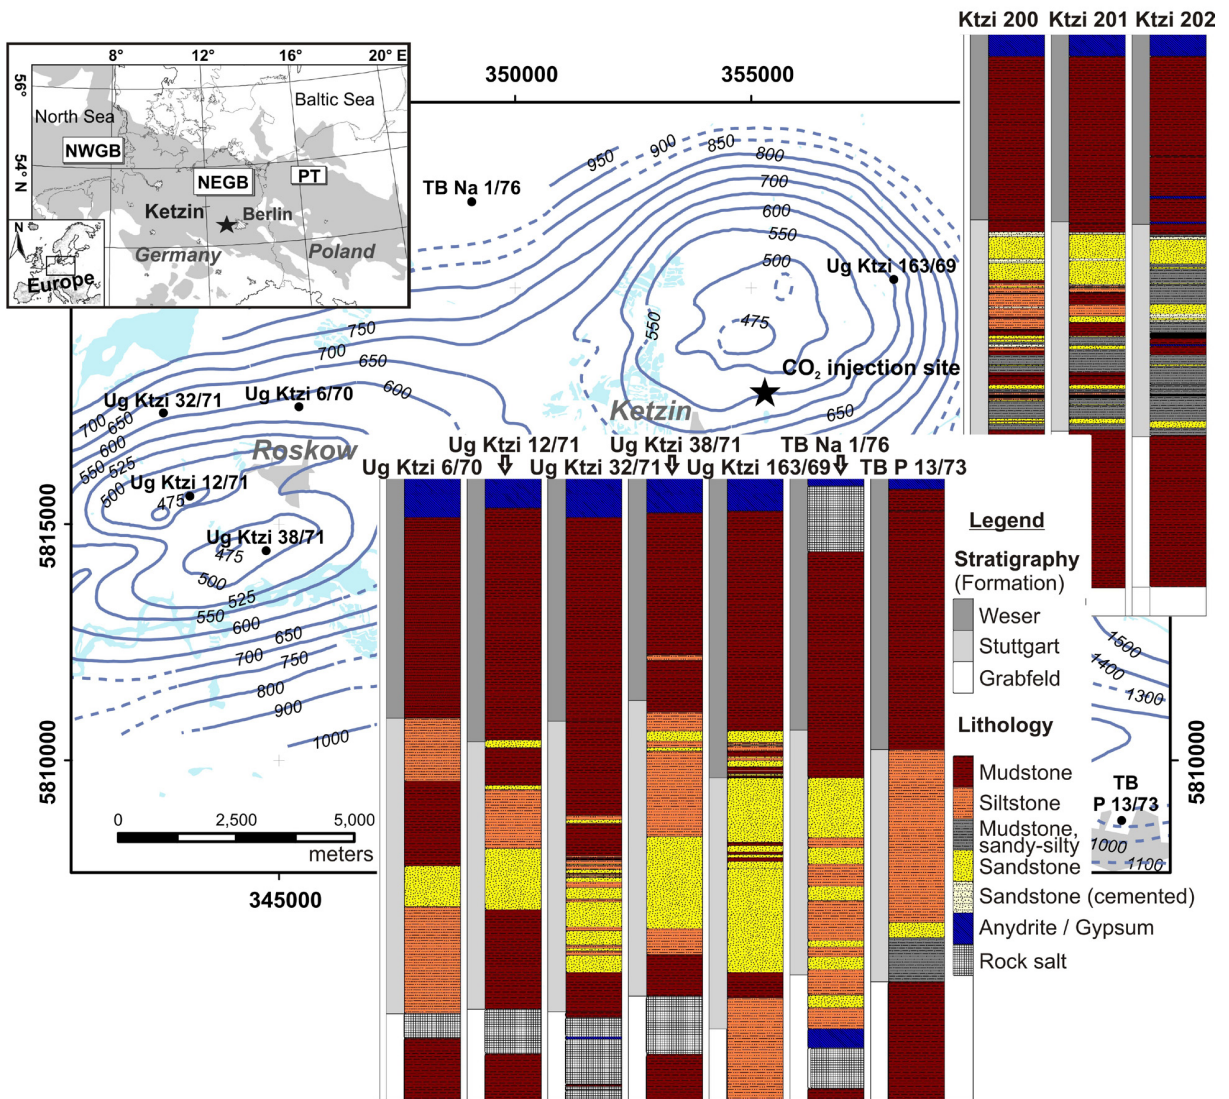 Ktzi 200 Ktzi 201 Ktzi 202
8° 12° 16° 20° E
56°
54° N
North Sea
Baltic Sea
NWGB
NEGB
PT
Ketzin
Berlin
Germany
Poland
N
Europe
350000
355000
950
900
850
800
700
600
550
500
550
475
650
TB Na 1/76
Ug Ktzi 163/69
CO₂ injection site
Ketzin
750
700
650
600
Ug Ktzi 32/71
Ug Ktzi 6/70
700
650
600
550
525
500
475
Roskow
Ug Ktzi 12/71
Ug Ktzi 38/71
475
500
525
550
600
650
700
750
800
900
1000
5815000
5810000
0 2,500 5,000
meters
345000
Ug Ktzi 12/71 Ug Ktzi 38/71 TB Na 1/76
Ug Ktzi 6/70 Ug Ktzi 32/71 Ug Ktzi 163/69 TB P 13/73
Legend
Stratigraphy
(Formation)
Weser
Stuttgart
Grabfeld
Lithology
Mudstone
Siltstone
Mudstone,
sandy-silty
Sandstone
Sandstone (cemented)
Anydrite / Gypsum
Rock salt
1500
1400
1300
5810000
TB
P 13/73
1000
1100